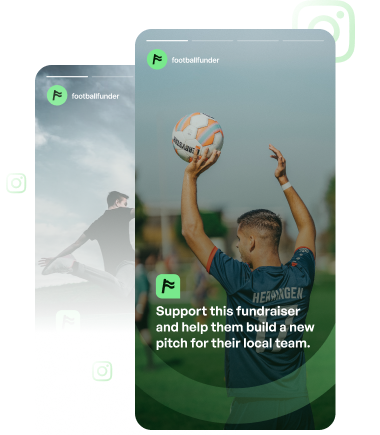 footballfunder
footballfunder
Support this fundraiser
and help them build a new
pitch for their local team.